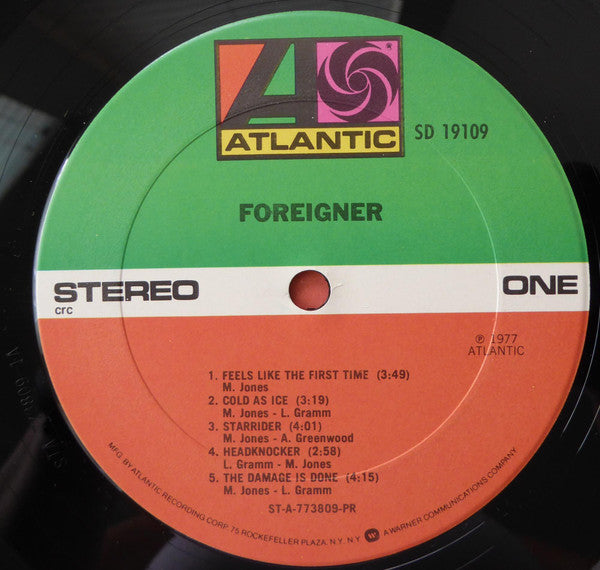 ATLANTIC
SD 19109
FOREIGNER
STEREO
ONE
crc
℗ 1977
ATLANTIC
1. FEELS LIKE THE FIRST TIME (3:49)
M. Jones
2. COLD AS ICE (3:19)
M. Jones - L. Gramm
3. STARRIDER (4:01)
M. Jones - A. Greenwood
4. HEADKNOCKER (2:58)
L. Gramm - M. Jones
5. THE DAMAGE IS DONE (4:15)
M. Jones - L. Gramm
ST-A-773809-PR
MFG. BY ATLANTIC RECORDING CORP. 75 ROCKEFELLER PLAZA, N.Y. N.Y. A WARNER COMMUNICATIONS COMPANY